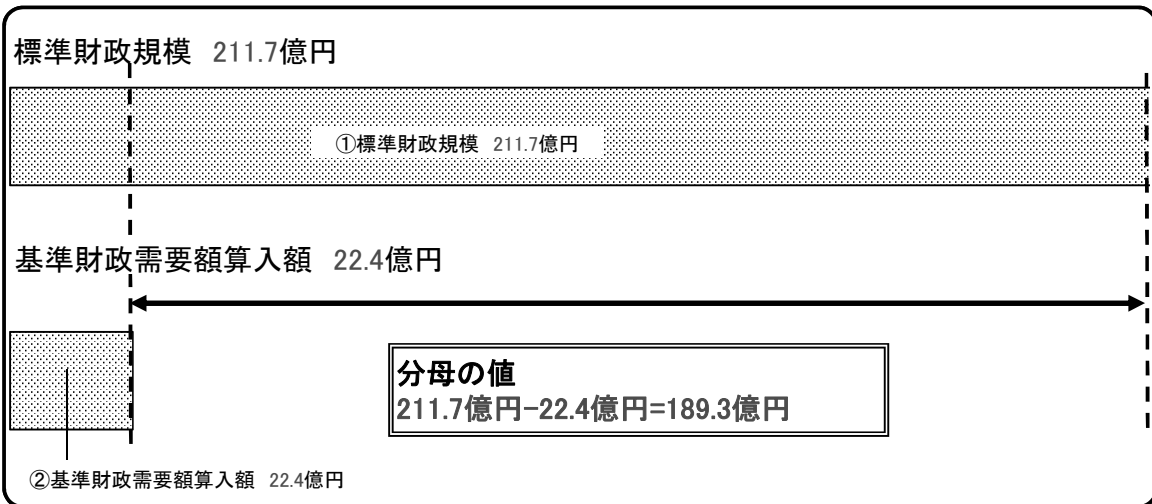 標準財政規模 211.7億円
①標準財政規模 211.7億円
基準財政需要額算入額 22.4億円
分母の値
211.7億円-22.4億円=189.3億円
②基準財政需要額算入額 22.4億円